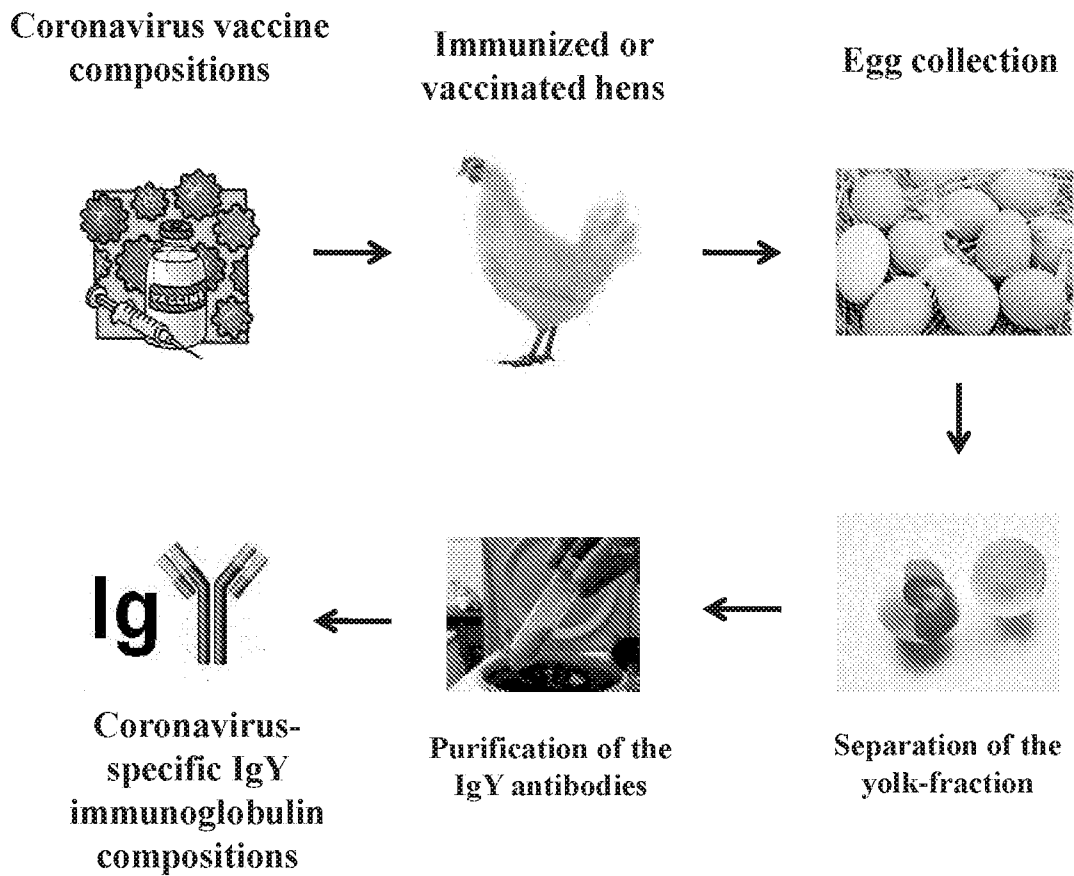 Coronavirus vaccine
compositions
Immunized or
vaccinated hens
Egg collection
VACCINE
Separation of the
yolk-fraction
Purification of the
IgY antibodies
Ig
Coronavirus-
specific IgY
immunoglobulin
compositions